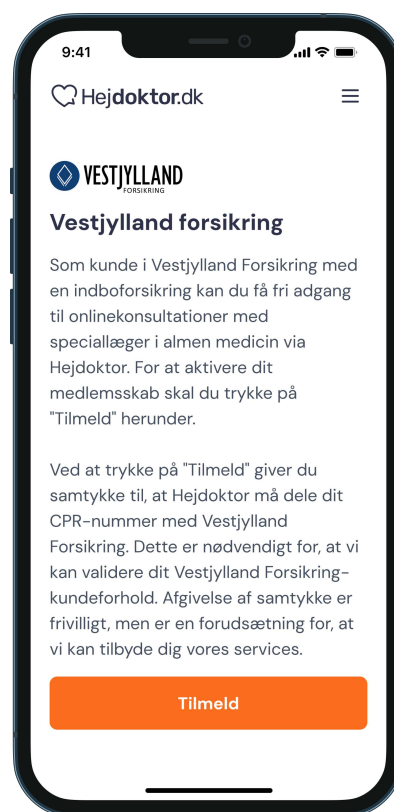 9:41
Hejdoktor.dk
VESTJYLLAND
FORSIKRING
Vestjylland forsikring
Som kunde i Vestjylland Forsikring med
en indboforsikring kan du få fri adgang
til onlinekonsultationer med
speciallæger i almen medicin via
Hejdoktor. For at aktivere dit
medlemsskab skal du trykke på
"Tilmeld" herunder.
Ved at trykke på "Tilmeld" giver du
samtykke til, at Hejdoktor må dele dit
CPR-nummer med Vestjylland
Forsikring. Dette er nødvendigt for, at vi
kan validere dit Vestjylland Forsikring-
kundeforhold. Afgivelse af samtykke er
frivilligt, men er en forudsætning for, at
vi kan tilbyde dig vores services.
Tilmeld